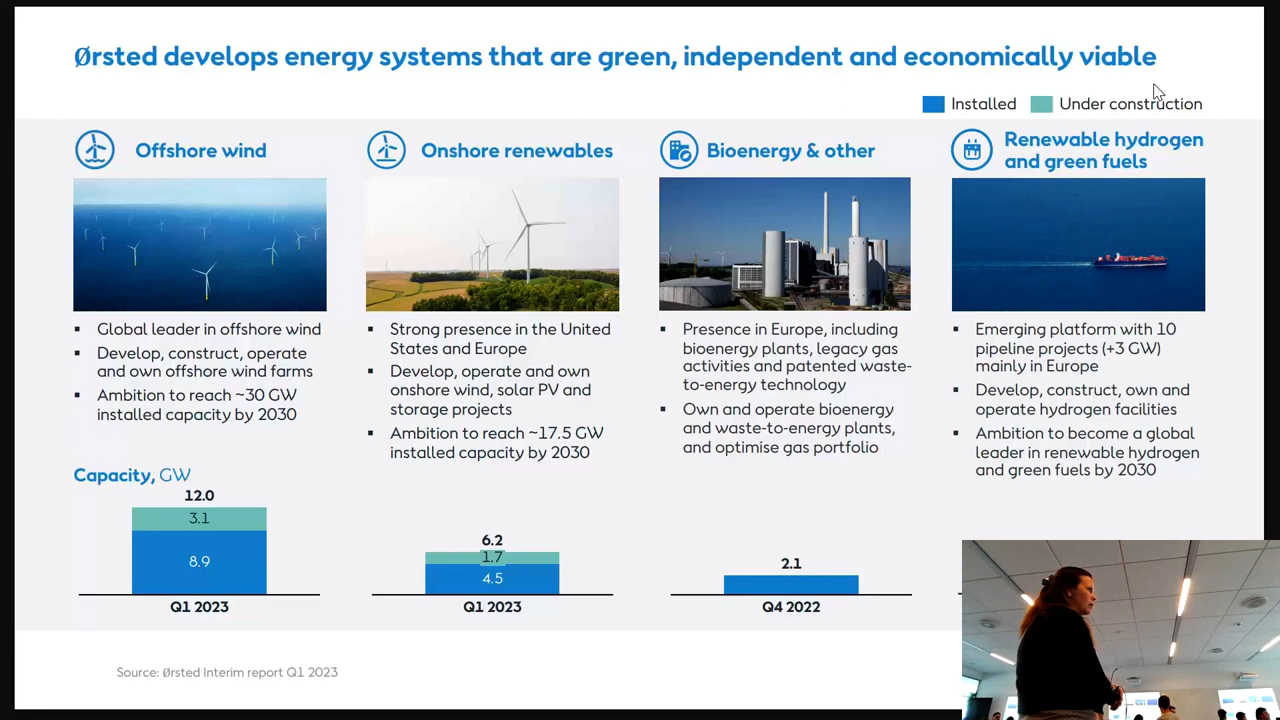 Ørsted develops energy systems that are green, independent and economically viable
Installed
Under construction
Offshore wind
Global leader in offshore wind
Develop, construct, operate
and own offshore wind farms
Ambition to reach ~30 GW
installed capacity by 2030
Onshore renewables
Strong presence in the United
States and Europe
Develop, operate and own
onshore wind, solar PV and
storage projects
Ambition to reach ~17.5 GW
installed capacity by 2030
Bioenergy & other
Presence in Europe, including
bioenergy plants, legacy gas
activities and patented waste-
to-energy technology
Own and operate bioenergy
and waste-to-energy plants,
and optimise gas portfolio
Renewable hydrogen
and green fuels
Emerging platform with 10
pipeline projects (+3 GW)
mainly in Europe
Develop, construct, own and
operate hydrogen facilities
Ambition to become a global
leader in renewable hydrogen
and green fuels by 2030
Capacity, GW
12.0
3.1
8.9
Q1 2023
6.2
1.7
4.5
Q1 2023
2.1
Q4 2022
Source: Ørsted Interim report Q1 2023